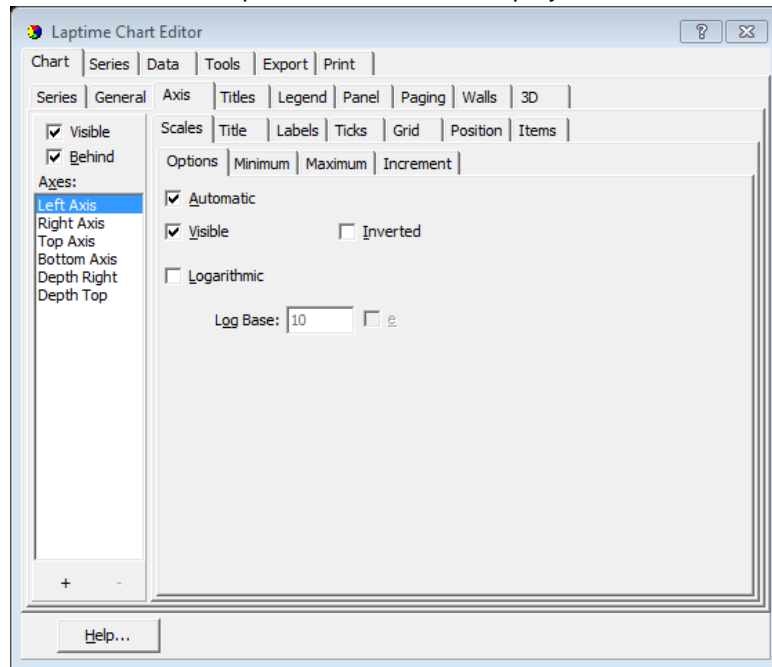 Laptime Chart Editor
Chart Series Data Tools Export Print
Series General Axis Titles Legend Panel Paging Walls 3D
Visible
Behind
Axes:
Left Axis
Right Axis
Top Axis
Bottom Axis
Depth Right
Depth Top
+ -
Scales Title Labels Ticks Grid Position Items
Options Minimum Maximum Increment
Automatic
Visible Inverted
Logarithmic
Log Base: 10 e
Help...